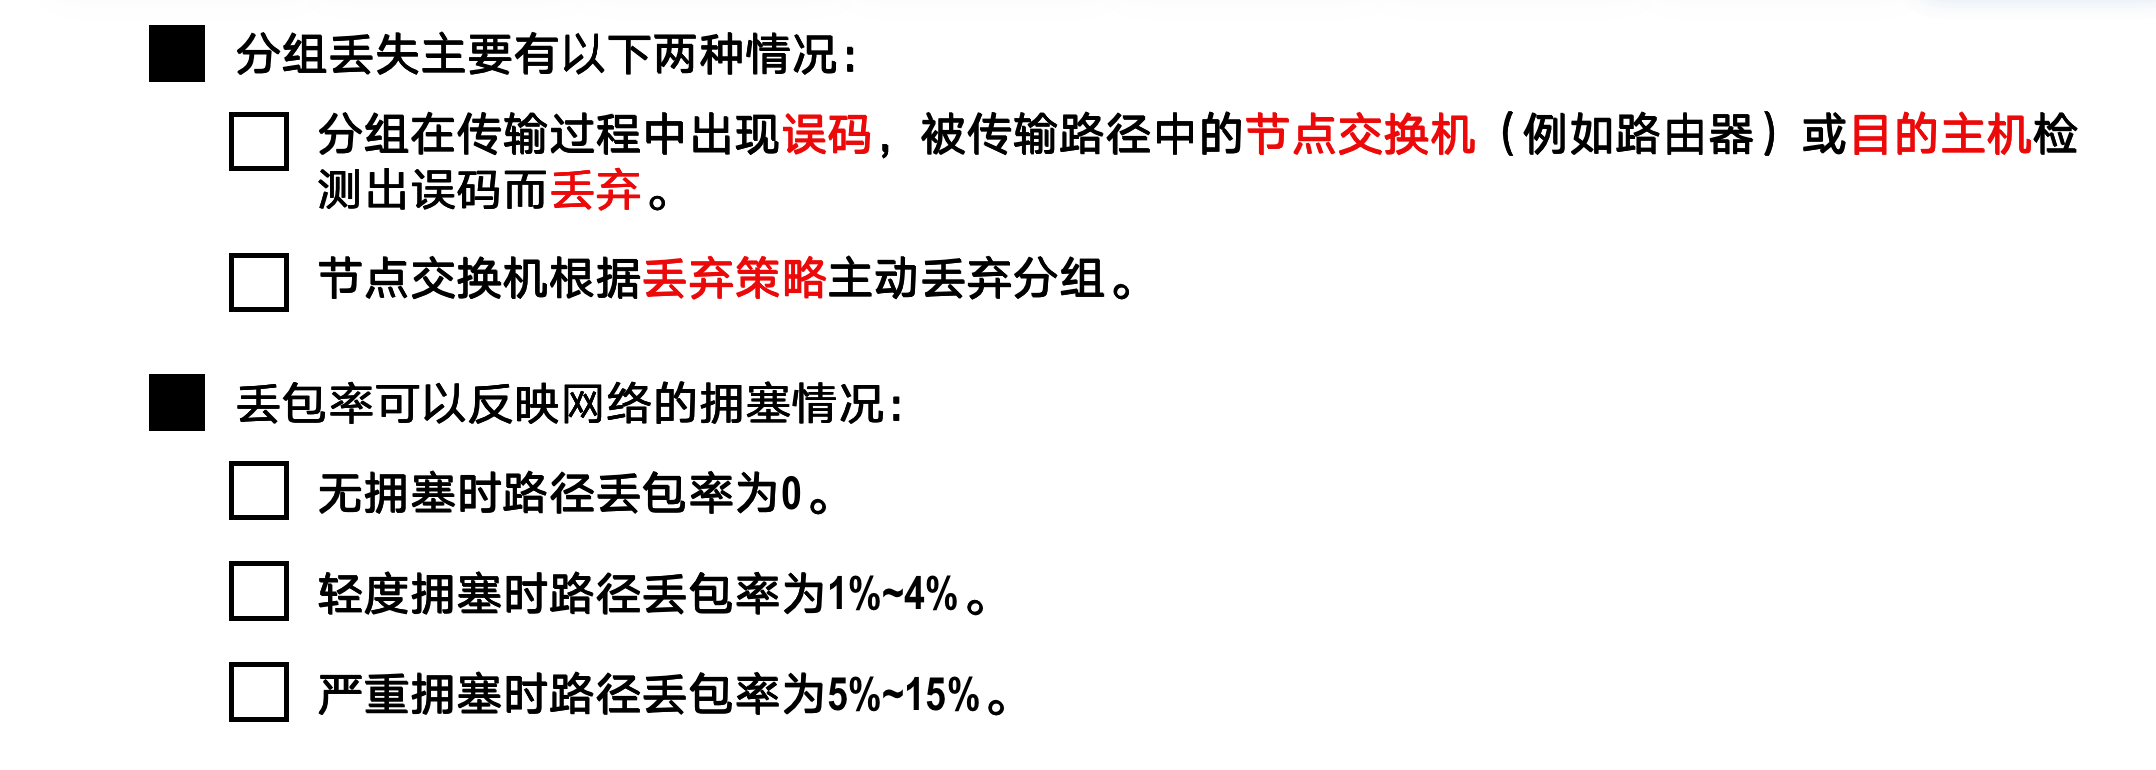 分组丢失主要有以下两种情况：
分组在传输过程中出现误码，被传输路径中的节点交换机（例如路由器）或目的主机检
测出误码而丢弃。
节点交换机根据丢弃策略主动丢弃分组。
丢包率可以反映网络的拥塞情况：
无拥塞时路径丢包率为0。
轻度拥塞时路径丢包率为1%~4%。
严重拥塞时路径丢包率为5%~15%。